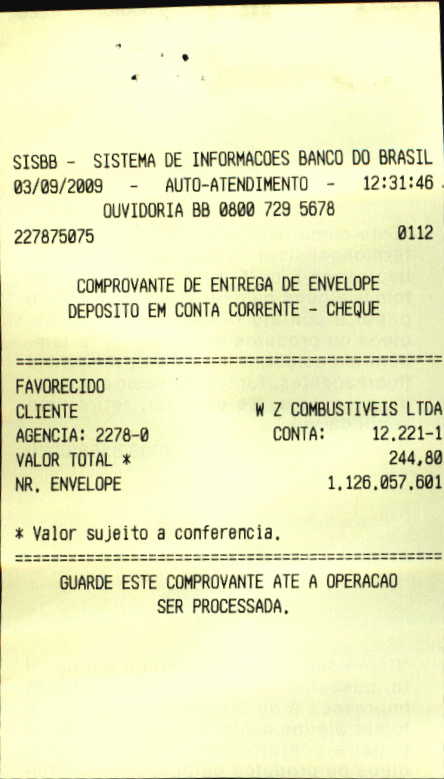 SISBB - SISTEMA DE INFORMACOES BANCO DO BRASIL
03/09/2009 - AUTO-ATENDIMENTO - 12:31:46
OUVIDORIA BB 0800 729 5678
227875075 0112
COMPROVANTE DE ENTREGA DE ENVELOPE
DEPOSITO EM CONTA CORRENTE - CHEQUE
================================================
FAVORECIDO
CLIENTE W Z COMBUSTIVEIS LTDA
AGENCIA: 2278-0 CONTA: 12.221-1
VALOR TOTAL * 244,80
NR. ENVELOPE 1.126.057.601
* Valor sujeito a conferencia.
================================================
GUARDE ESTE COMPROVANTE ATE A OPERACAO
SER PROCESSADA.